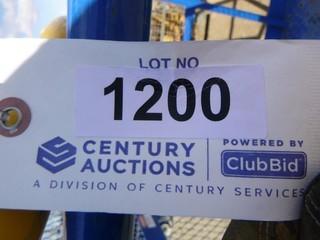 LOT NO
1200
CENTURY
AUCTIONS
POWERED BY
ClubBid
A DIVISION OF CENTURY SERVICES